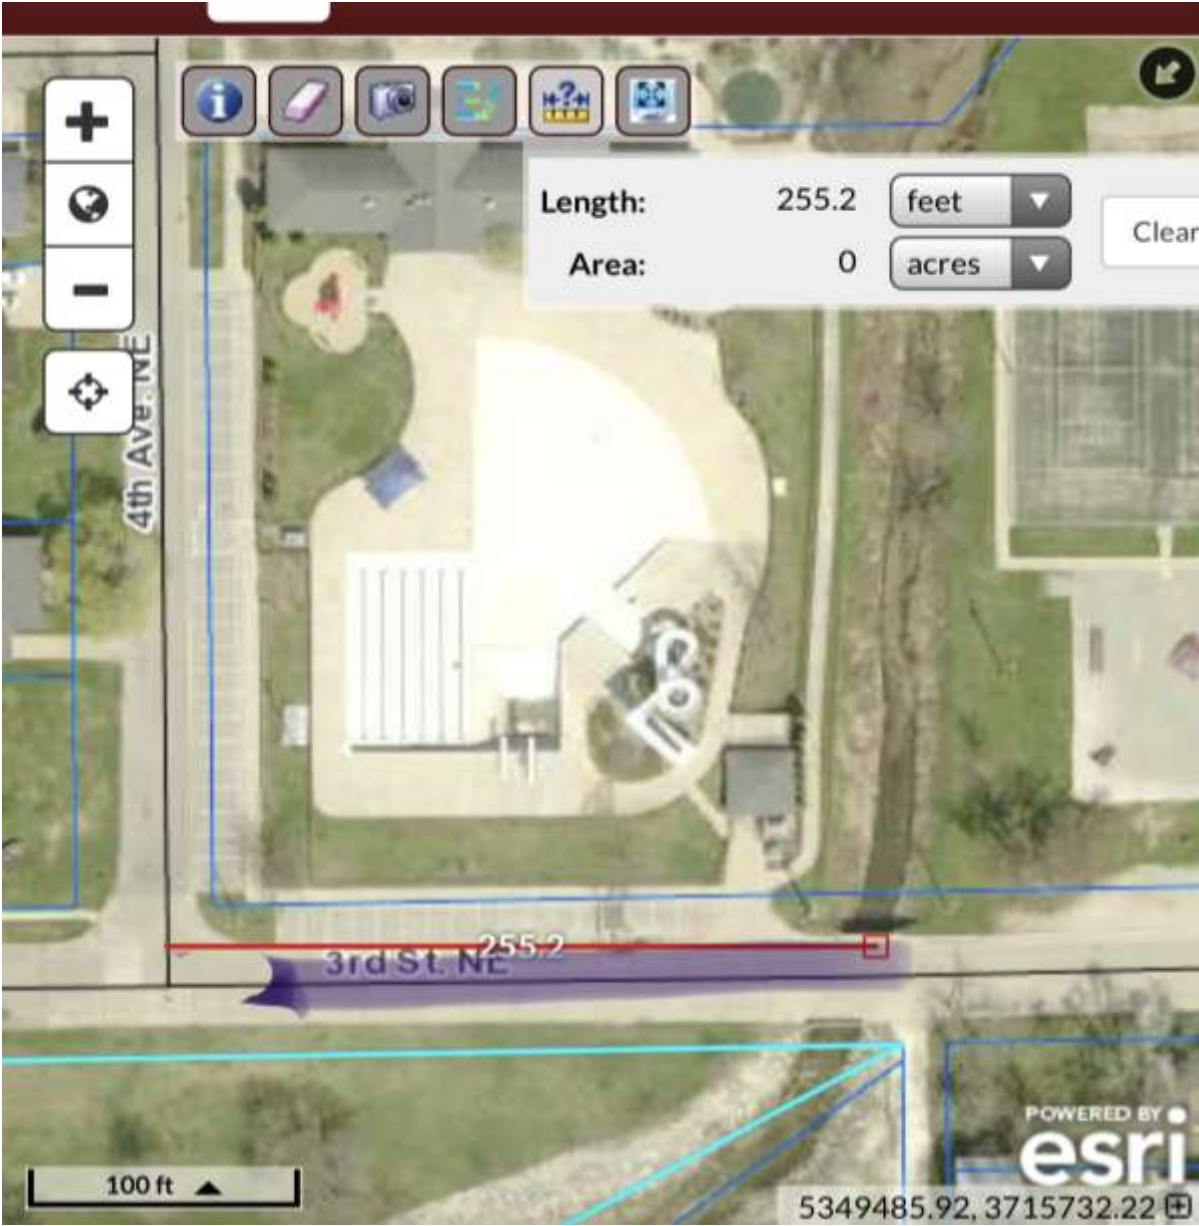 Length: 255.2 feet
Clear
Area: 0 acres
4th Ave. NE
255.2
3rd St. NE
POWERED BY
esri
100 ft
5349485.92, 3715732.22